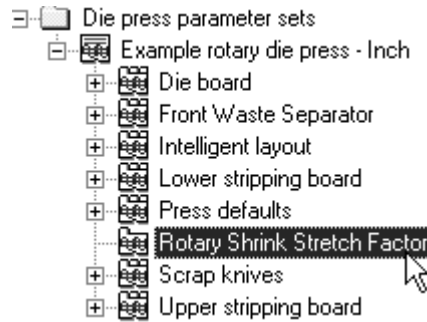 Die press parameter sets
Example rotary die press - Inch
Die board
Front Waste Separator
Intelligent layout
Lower stripping board
Press defaults
Rotary Shrink Stretch Factor
Scrap knives
Upper stripping board